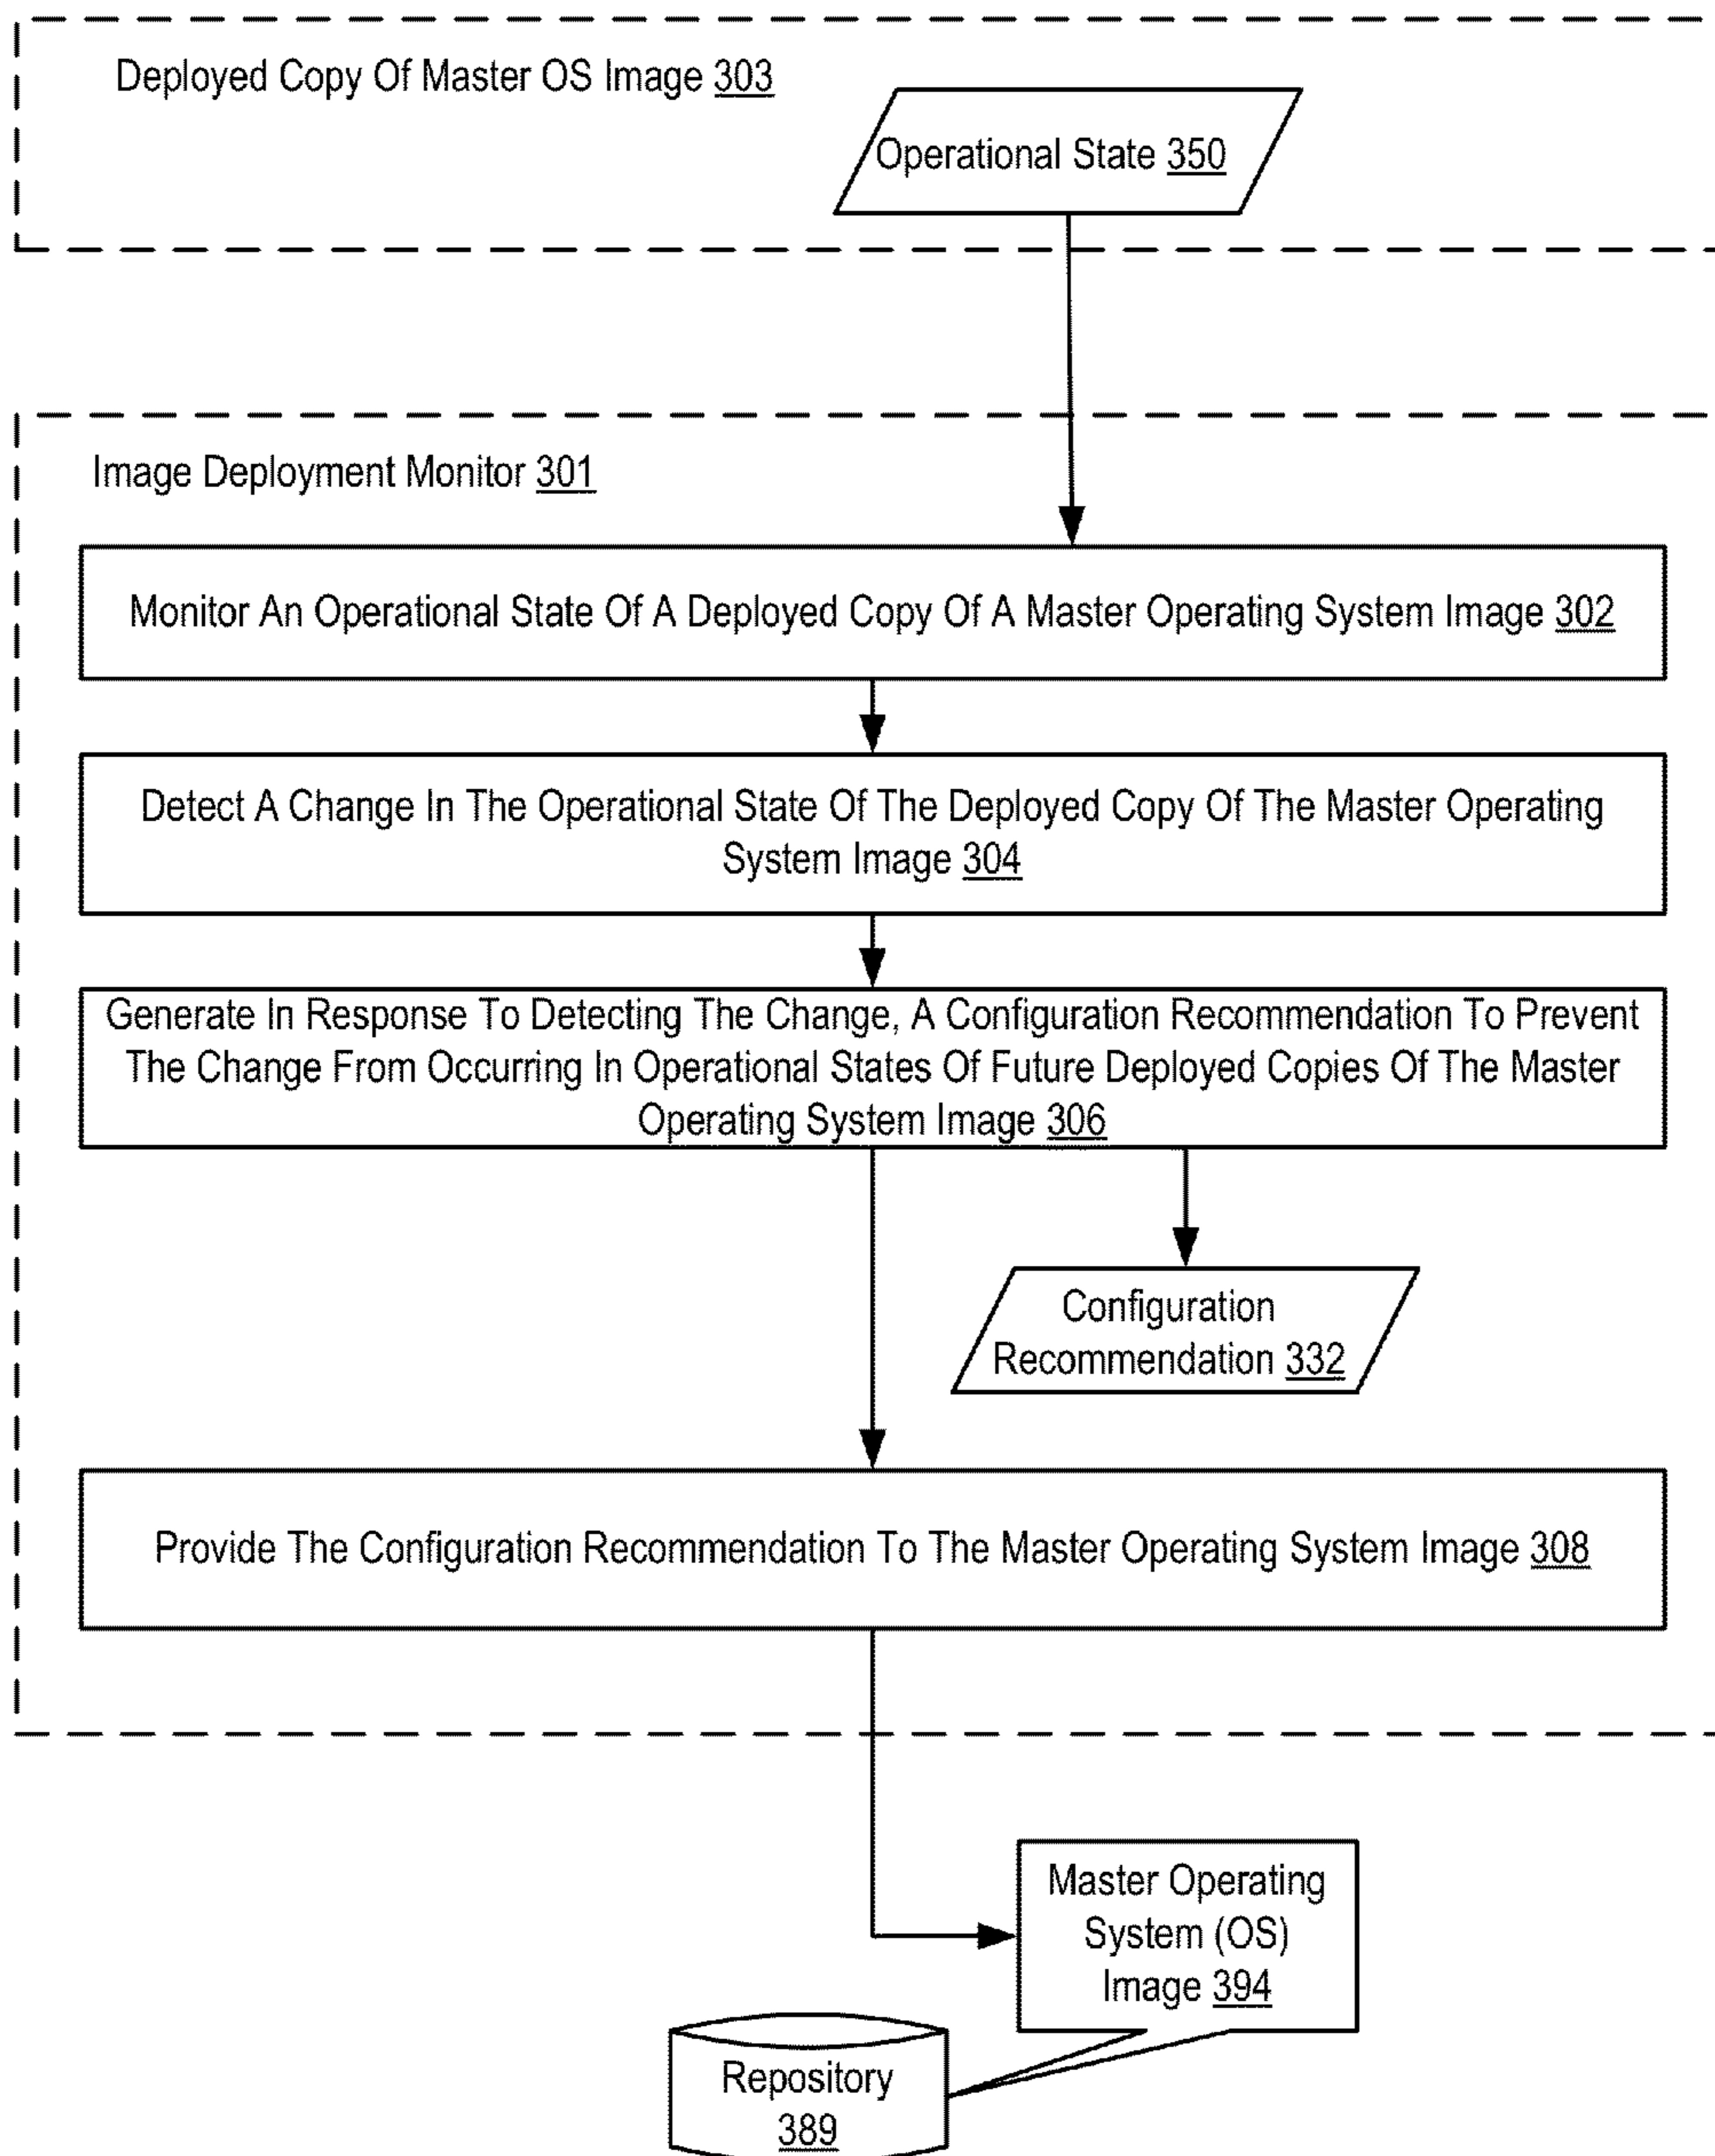 Deployed Copy Of Master OS Image 303
Operational State 350
Image Deployment Monitor 301
Monitor An Operational State Of A Deployed Copy Of A Master Operating System Image 302
Detect A Change In The Operational State Of The Deployed Copy Of The Master Operating
System Image 304
Generate In Response To Detecting The Change, A Configuration Recommendation To Prevent
The Change From Occurring In Operational States Of Future Deployed Copies Of The Master
Operating System Image 306
Configuration
Recommendation 332
Provide The Configuration Recommendation To The Master Operating System Image 308
Master Operating
System (OS)
Image 394
Repository
389